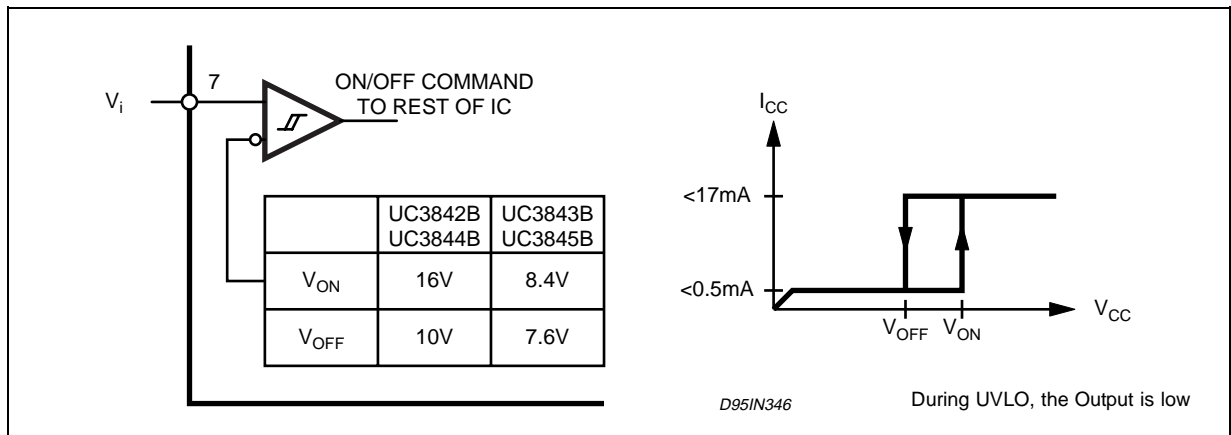 7
V_i
ON/OFF COMMAND
TO REST OF IC
UC3842B UC3843B
UC3844B UC3845B
V_ON 16V 8.4V
V_OFF 10V 7.6V
I_CC
<17mA
<0.5mA
V_OFF V_ON
V_CC
D95IN346
During UVLO, the Output is low